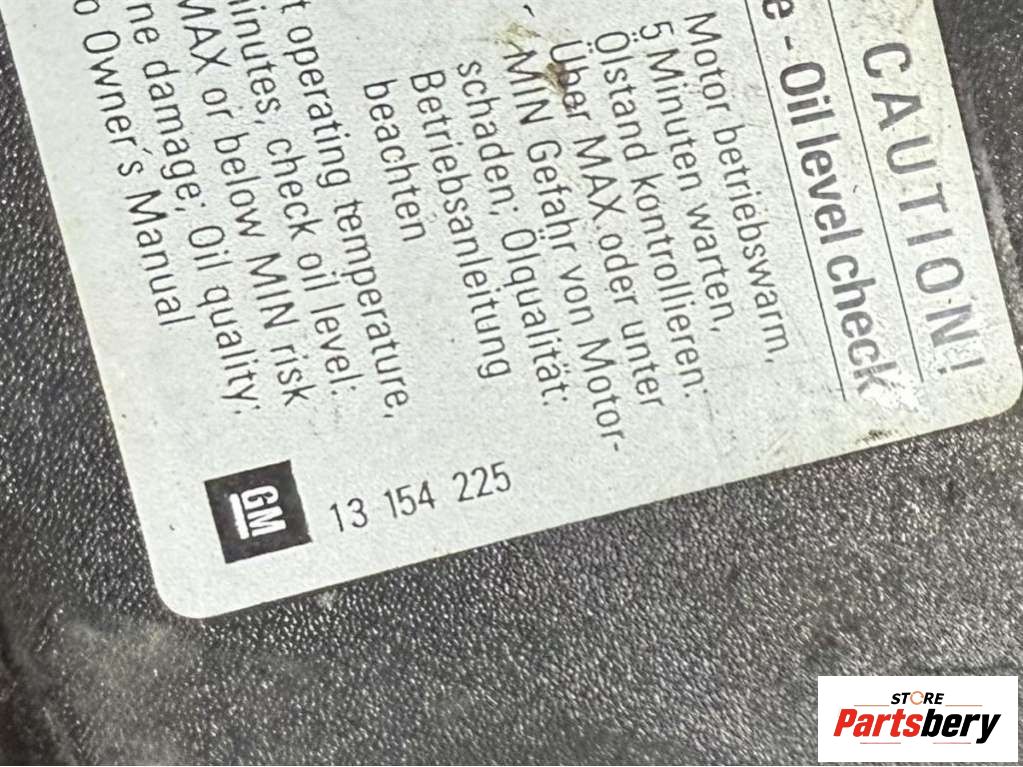 CAUTION!
e - Oil level check
Motor betriebswarm,
5 Minuten warten,
Ölstand kontrollieren:
Über MAX oder unter
MIN Gefahr von Motor-
schaden; Ölqualität:
Betriebsanleitung
beachten
t operating temperature,
inutes, check oil level:
MAX or below MIN risk
ne damage; Oil quality:
o Owner´s Manual
GM
13 154 225
STORE
Partsbery